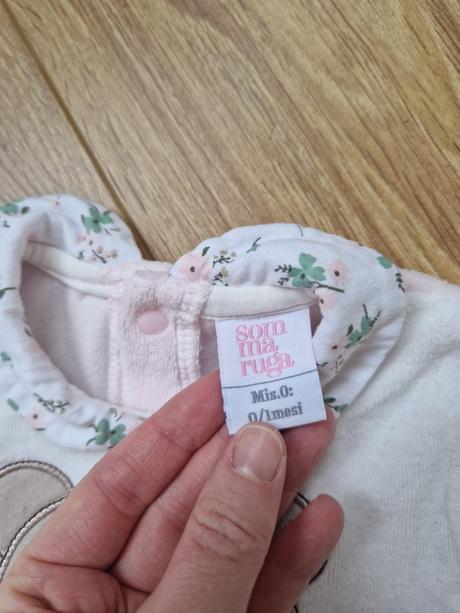 som
ma
ruga
Mis.0:
0/1mesi